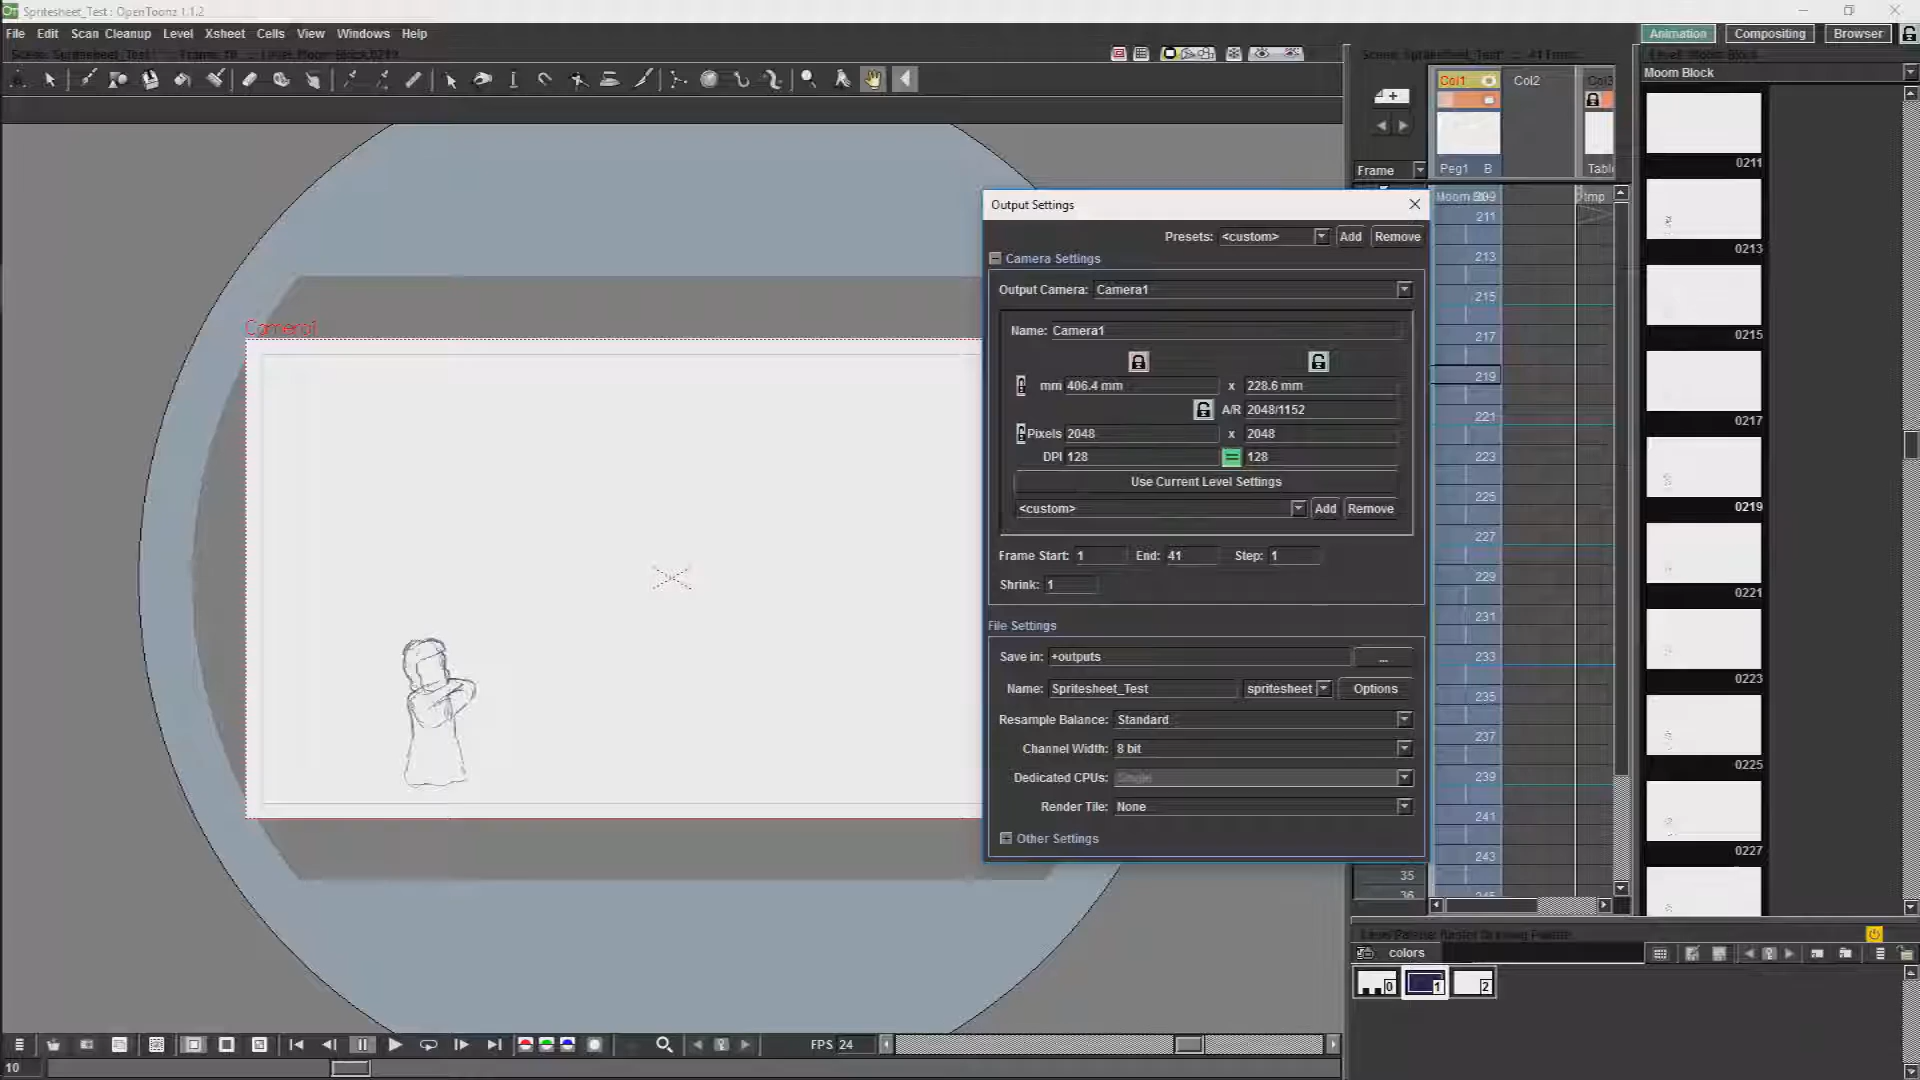 Spritesheet_Test : OpenToonz 1.1.2
File Edit Scan Cleanup Level Xsheet Cells View Windows Help
Animation Compositing Browser
Moom Block
Col1 Col2 Col3
Frame Peg1 B
Camera1
Output Settings
Presets: <custom> Add Remove
Camera Settings
Output Camera: Camera1
Name: Camera1
mm 406.4 mm x 228.6 mm
A/R 2048/1152
Pixels 2048 x 2048
DPI 128 128
Use Current Level Settings
<custom> Add Remove
Frame Start: 1 End: 41 Step: 1
Shrink: 1
File Settings
Save in: +outputs ...
Name: Spritesheet_Test spritesheet Options
Resample Balance: Standard
Channel Width: 8 bit
Dedicated CPUs: Single
Render Tile: None
Other Settings
211
213
215
217
219
221
223
225
227
229
231
233
235
237
239
241
243
35
0211
0213
0215
0217
0219
0221
0223
0225
0227
colors
0 1 2
FPS 24
10